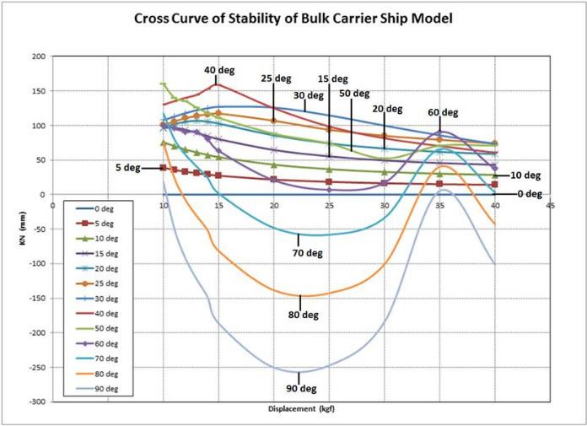 Cross Curve of Stability of Bulk Carrier Ship Model
200
150
100
50
0
-50
-100
-150
-200
-250
-300
KN (mm)
0
5
10
15
20
25
30
35
40
45
Displacement (kgf)
5 deg
40 deg
25 deg
30 deg
15 deg
50 deg
20 deg
60 deg
10 deg
0 deg
70 deg
80 deg
90 deg
0 deg
5 deg
10 deg
15 deg
20 deg
25 deg
30 deg
40 deg
50 deg
60 deg
70 deg
80 deg
90 deg